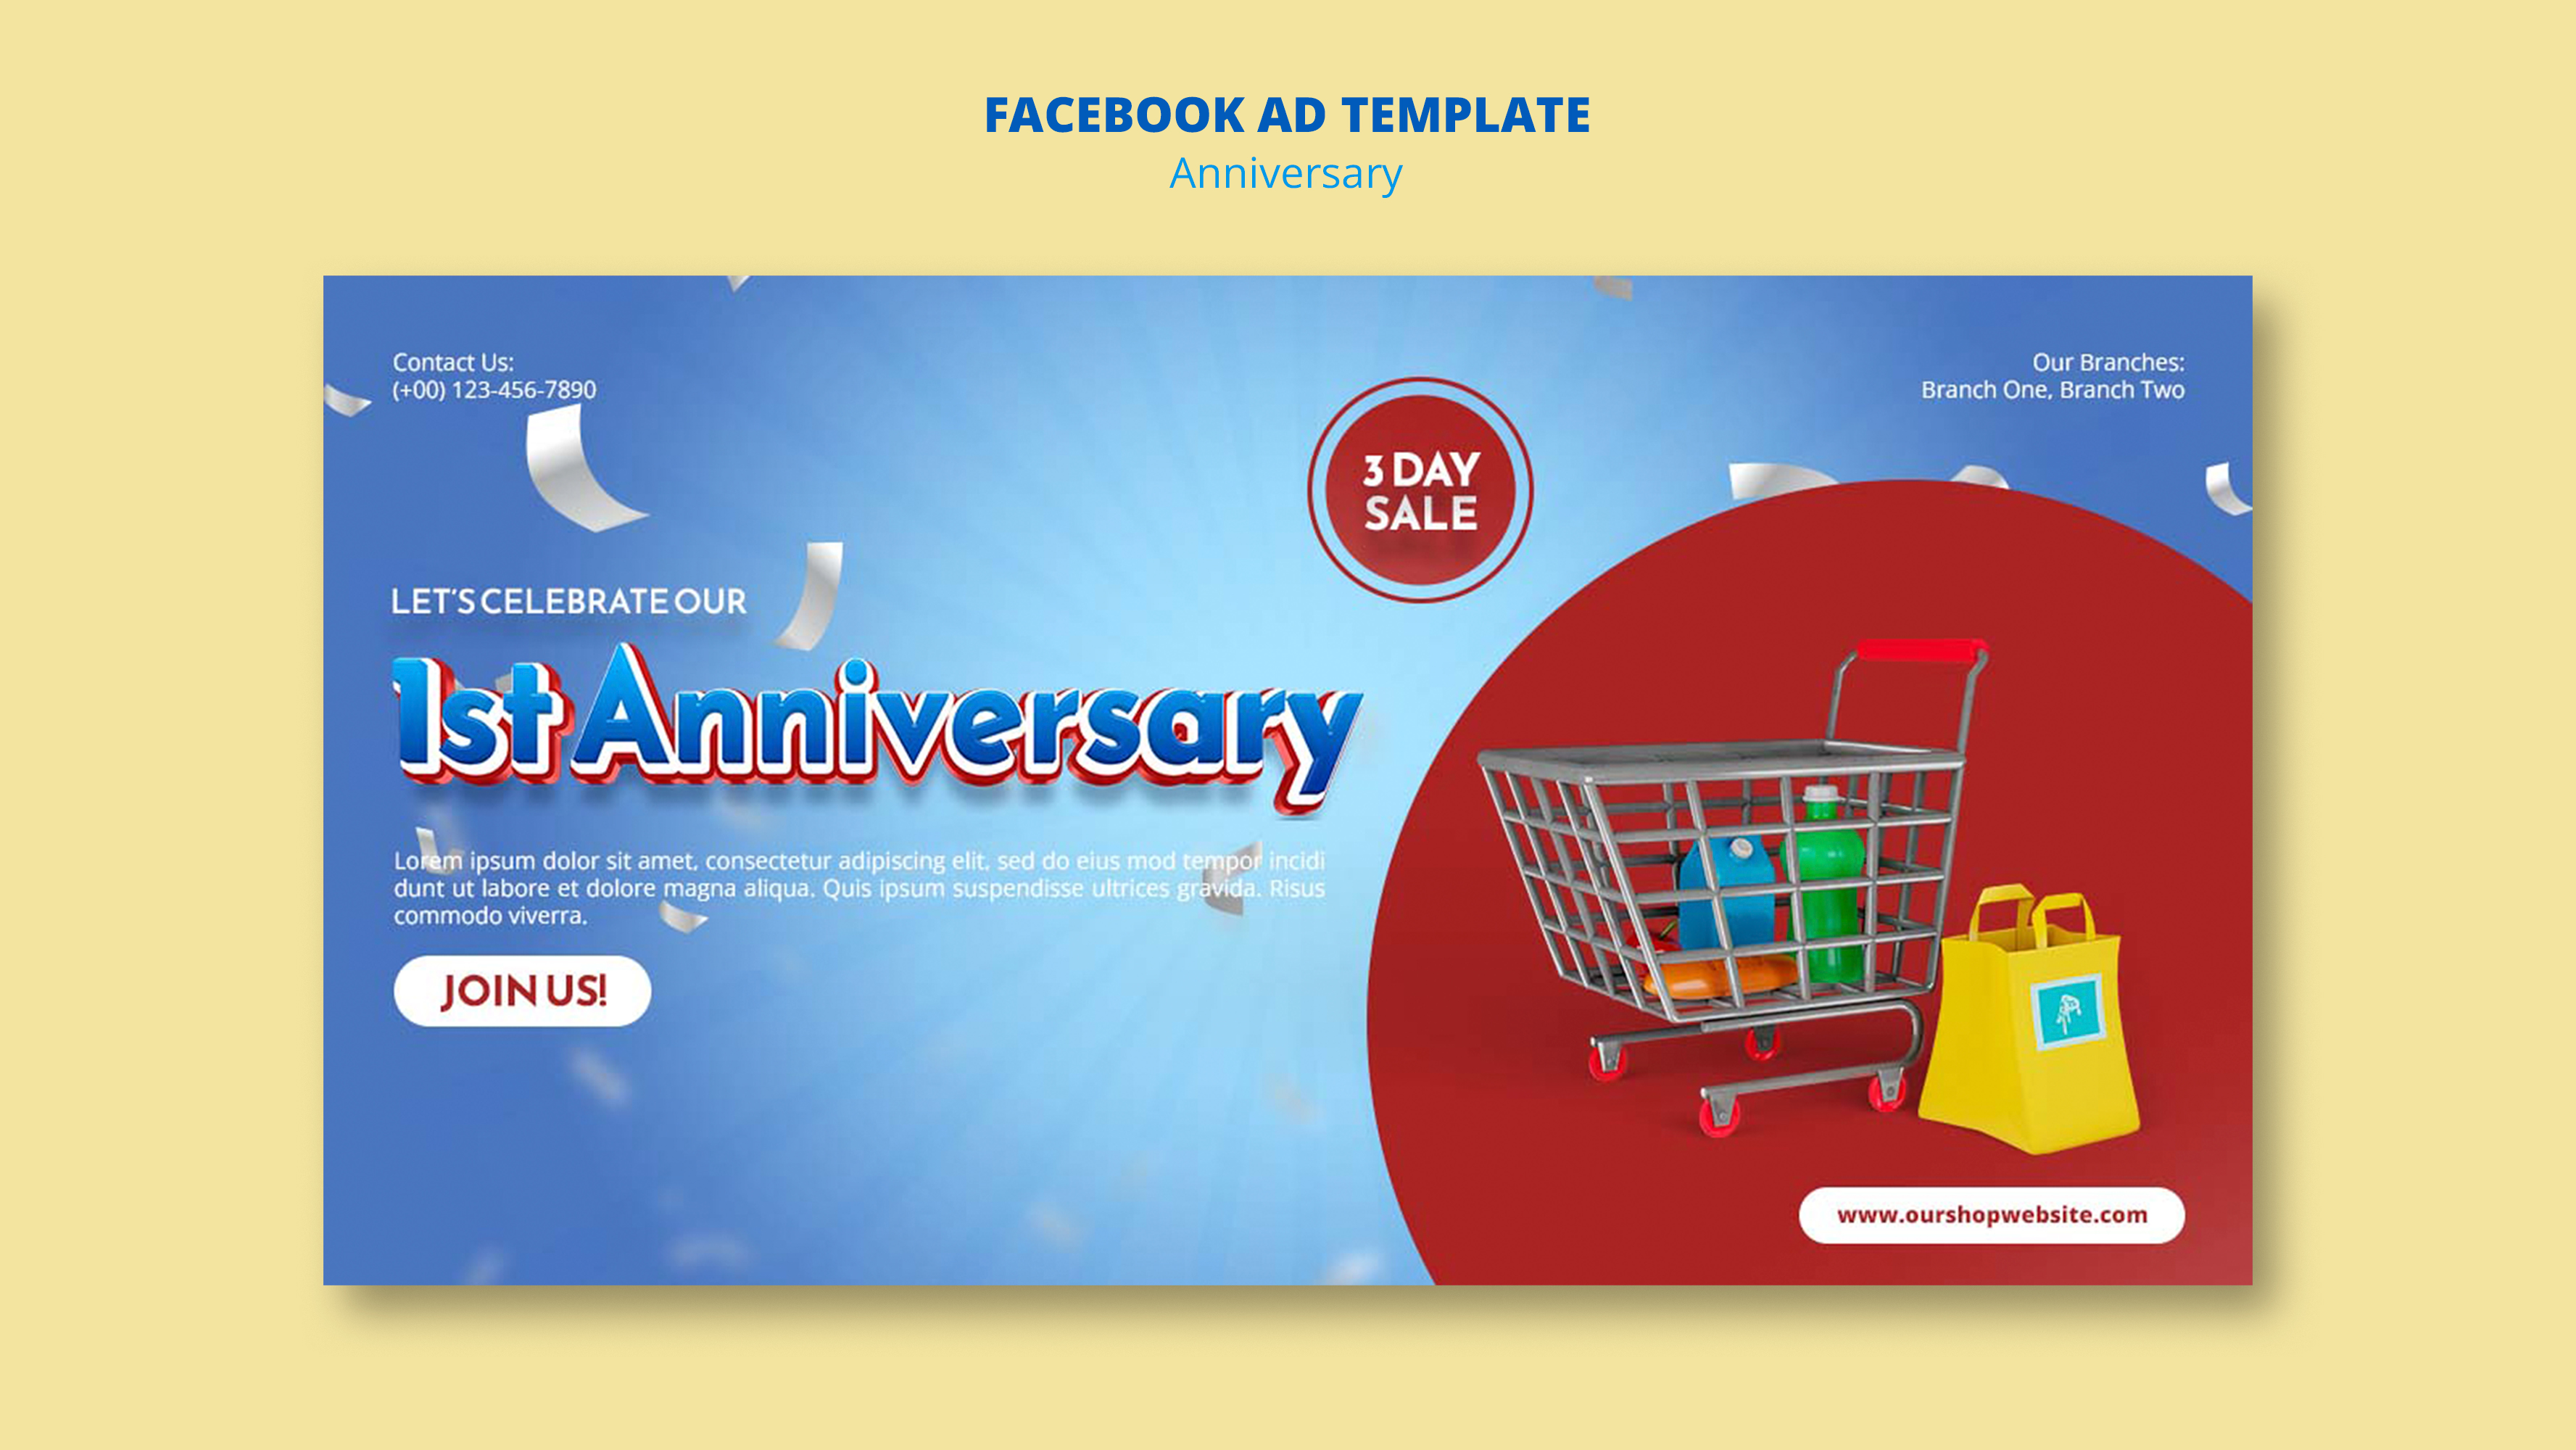 FACEBOOK AD TEMPLATE
Anniversary
Contact Us:
(+00) 123-456-7890
Our Branches:
Branch One, Branch Two
3 DAY
SALE
LET'S CELEBRATE OUR
1st Anniversary
Lorem ipsum dolor sit amet, consectetur adipiscing elit, sed do eius mod tempor incidi
dunt ut labore et dolore magna aliqua. Quis ipsum suspendisse ultrices gravida. Risus
commodo viverra.
JOIN US!
www.ourshopwebsite.com